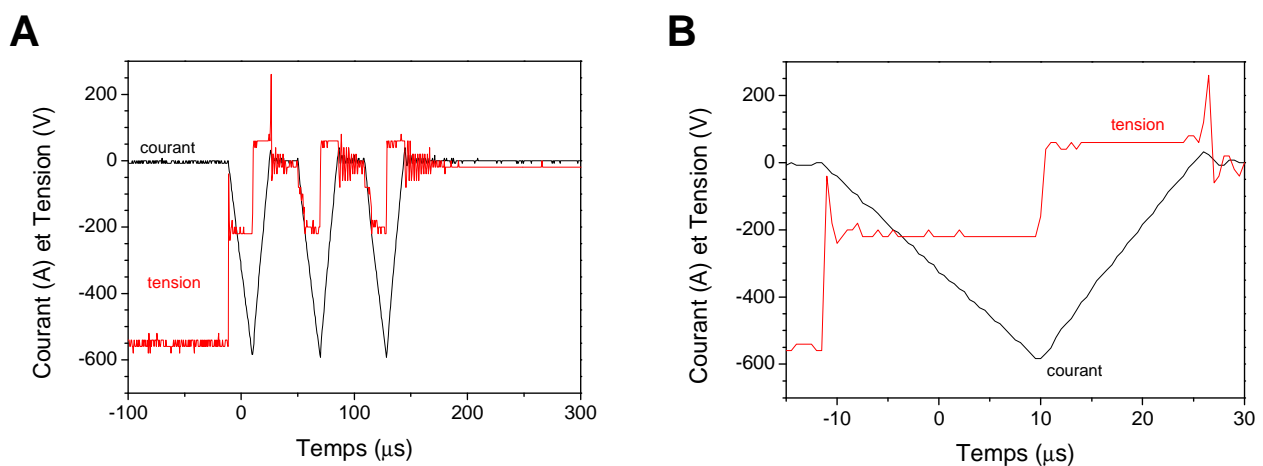 A
Courant (A) et Tension (V)
200
0
-200
-400
-600
courant
tension
-100
0
100
200
300
Temps (μs)
B
Courant (A) et Tension (V)
200
0
-200
-400
-600
tension
courant
-10
0
10
20
30
Temps (μs)